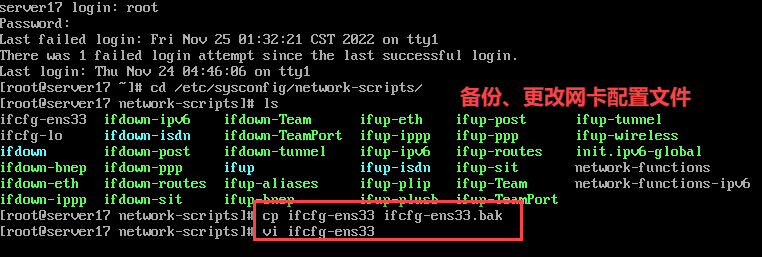 server17 login: root
Password:
Last failed login: Fri Nov 25 01:32:21 CST 2022 on tty1
There was 1 failed login attempt since the last successful login.
Last login: Thu Nov 24 04:46:06 on tty1
[root@server17 ~]# cd /etc/sysconfig/network-scripts/
[root@server17 network-scripts]# ls
备份、更改网卡配置文件
ifcfg-ens33 ifdown-ipv6 ifdown-Team ifup-eth ifup-post ifup-tunnel
ifcfg-lo ifdown-isdn ifdown-TeamPort ifup-ippp ifup-ppp ifup-wireless
ifdown ifdown-post ifdown-tunnel ifup-ipv6 ifup-routes init.ipv6-global
ifdown-bnep ifdown-ppp ifup ifup-isdn ifup-sit network-functions
ifdown-eth ifdown-routes ifup-aliases ifup-plip ifup-Team network-functions-ipv6
ifdown-ippp ifdown-sit ifup-bnep ifup-plusb ifup-TeamPort
[root@server17 network-scripts]# cp ifcfg-ens33 ifcfg-ens33.bak
[root@server17 network-scripts]# vi ifcfg-ens33